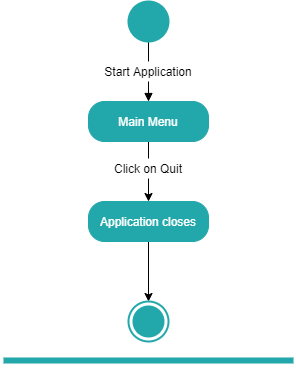 Start Application
Main Menu
Click on Quit
Application closes